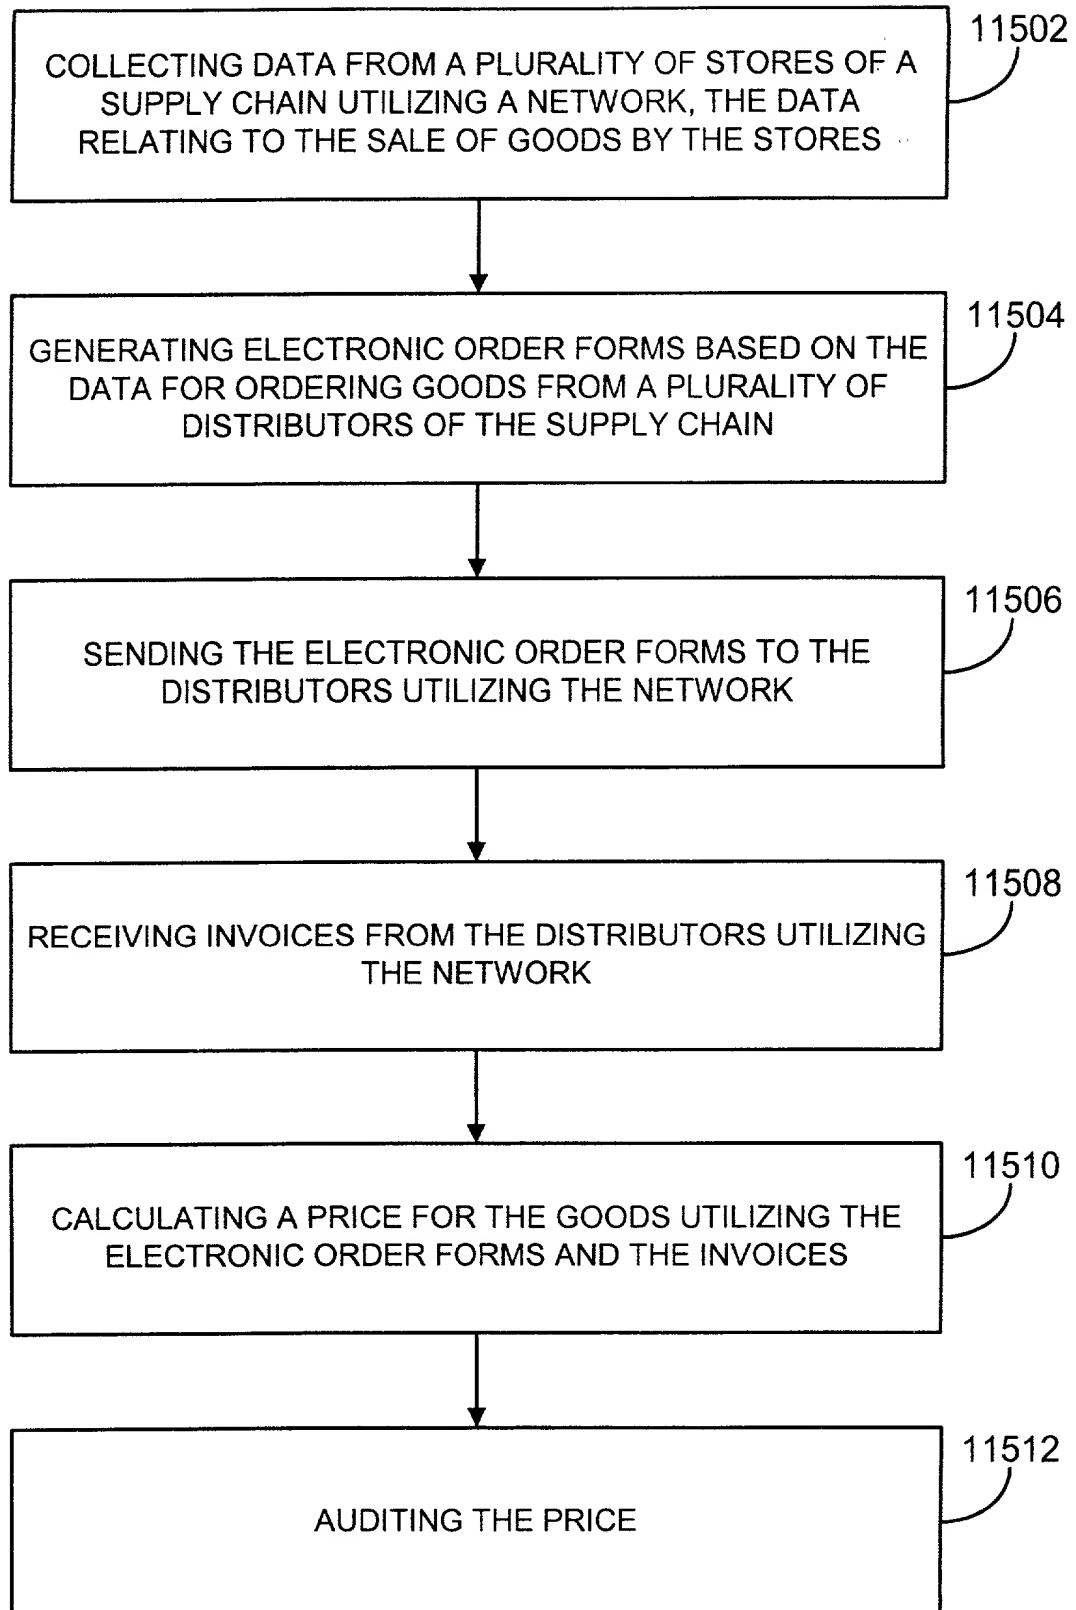 11502
COLLECTING DATA FROM A PLURALITY OF STORES OF A
SUPPLY CHAIN UTILIZING A NETWORK, THE DATA
RELATING TO THE SALE OF GOODS BY THE STORES
11504
GENERATING ELECTRONIC ORDER FORMS BASED ON THE
DATA FOR ORDERING GOODS FROM A PLURALITY OF
DISTRIBUTORS OF THE SUPPLY CHAIN
11506
SENDING THE ELECTRONIC ORDER FORMS TO THE
DISTRIBUTORS UTILIZING THE NETWORK
11508
RECEIVING INVOICES FROM THE DISTRIBUTORS UTILIZING
THE NETWORK
11510
CALCULATING A PRICE FOR THE GOODS UTILIZING THE
ELECTRONIC ORDER FORMS AND THE INVOICES
11512
AUDITING THE PRICE